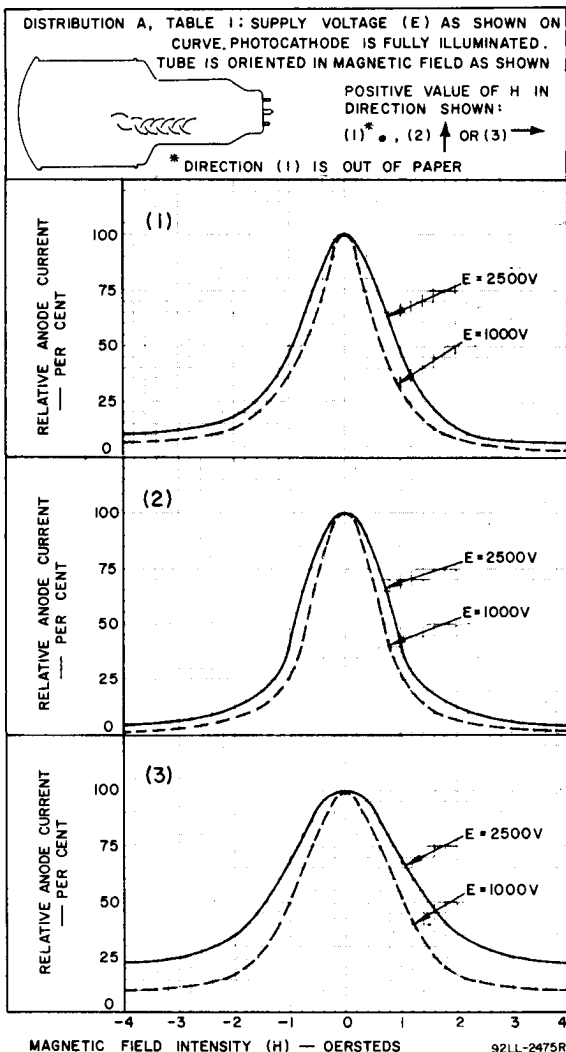 DISTRIBUTION A, TABLE I: SUPPLY VOLTAGE (E) AS SHOWN ON
CURVE. PHOTOCATHODE IS FULLY ILLUMINATED.
TUBE IS ORIENTED IN MAGNETIC FIELD AS SHOWN
POSITIVE VALUE OF H IN
DIRECTION SHOWN:
(1)* •, (2) ↑ OR (3) →
* DIRECTION (1) IS OUT OF PAPER
(1)
RELATIVE ANODE CURRENT
— PER CENT
100
75
50
25
0
E=2500V
E=1000V
(2)
RELATIVE ANODE CURRENT
— PER CENT
100
75
50
25
0
E=2500V
E=1000V
(3)
RELATIVE ANODE CURRENT
— PER CENT
100
75
50
25
0
E=2500V
E=1000V
-4 -3 -2 -1 0 1 2 3 4
MAGNETIC FIELD INTENSITY (H) — OERSTEDS
92LL-2475R